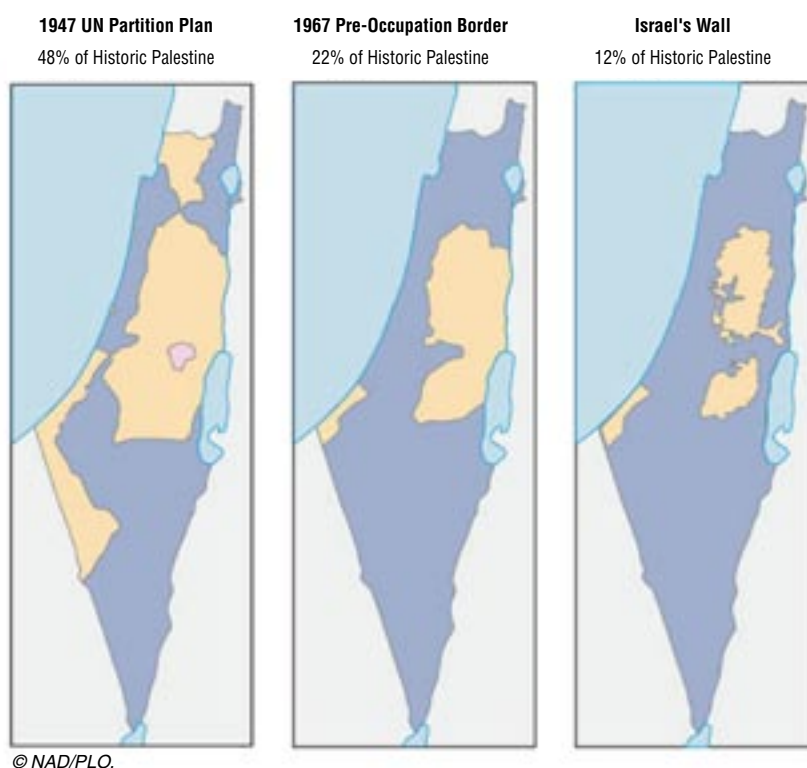 1947 UN Partition Plan
48% of Historic Palestine
1967 Pre-Occupation Border
22% of Historic Palestine
Israel's Wall
12% of Historic Palestine
© NAD/PLO.